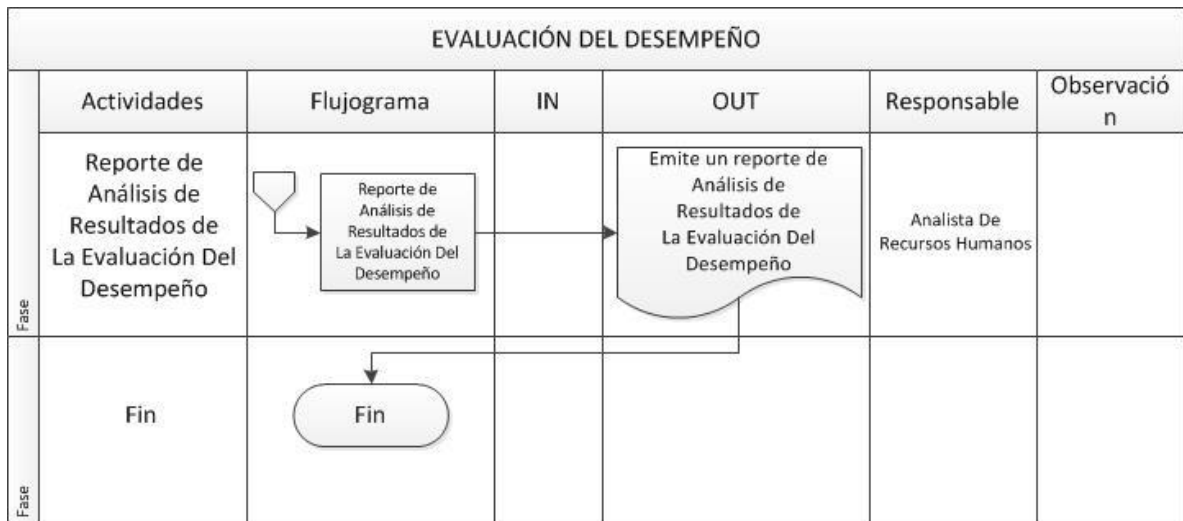 EVALUACIÓN DEL DESEMPEÑO
Actividades
Flujograma
IN
OUT
Responsable
Observació
n
Fase
Reporte de
Análisis de
Resultados de
La Evaluación Del
Desempeño
Reporte de
Análisis de
Resultados de
La Evaluación Del
Desempeño
Emite un reporte de
Análisis de
Resultados de
La Evaluación Del
Desempeño
Analista De
Recursos Humanos
Fase
Fin
Fin